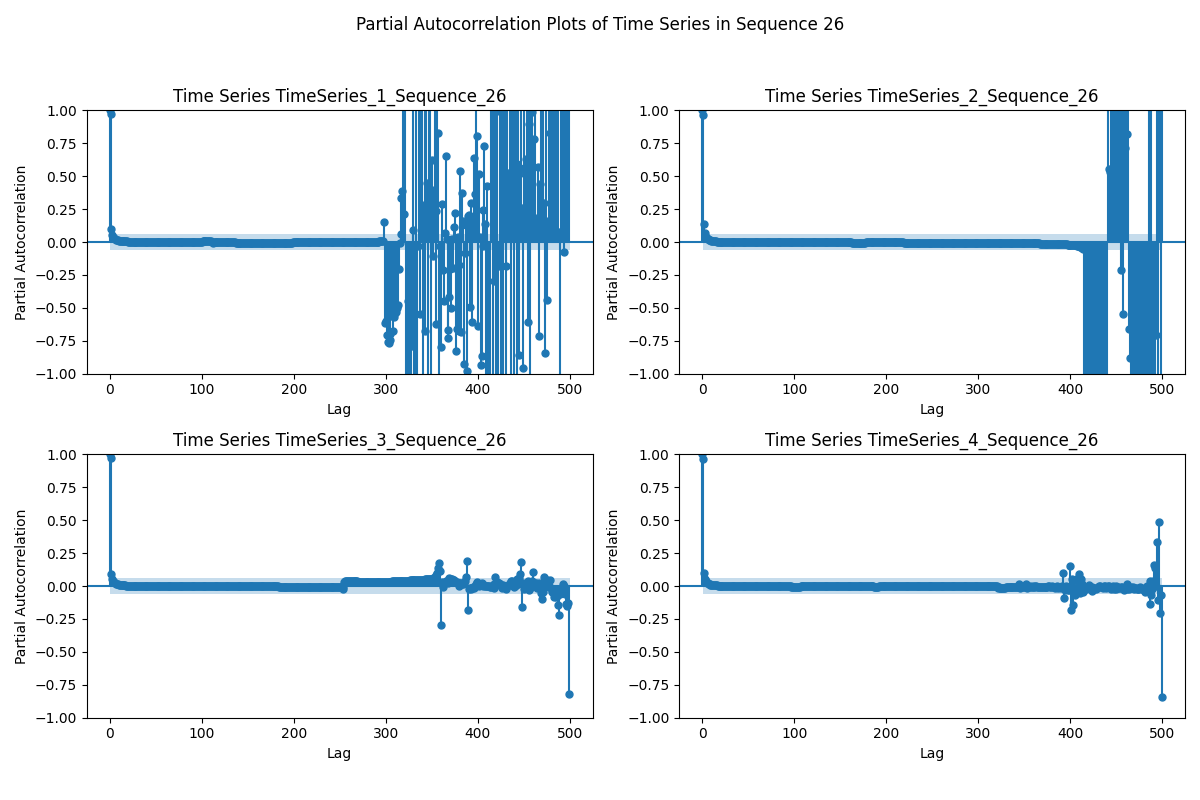 Partial Autocorrelation Plots of Time Series in Sequence 26
Time Series TimeSeries_1_Sequence_26
1.00
0.75
0.50
0.25
0.00
−0.25
−0.50
−0.75
−1.00
Partial Autocorrelation
0 100 200 300 400 500
Lag
Time Series TimeSeries_2_Sequence_26
1.00
0.75
0.50
0.25
0.00
−0.25
−0.50
−0.75
−1.00
Partial Autocorrelation
0 100 200 300 400 500
Lag
Time Series TimeSeries_3_Sequence_26
1.00
0.75
0.50
0.25
0.00
−0.25
−0.50
−0.75
−1.00
Partial Autocorrelation
0 100 200 300 400 500
Lag
Time Series TimeSeries_4_Sequence_26
1.00
0.75
0.50
0.25
0.00
−0.25
−0.50
−0.75
−1.00
Partial Autocorrelation
0 100 200 300 400 500
Lag